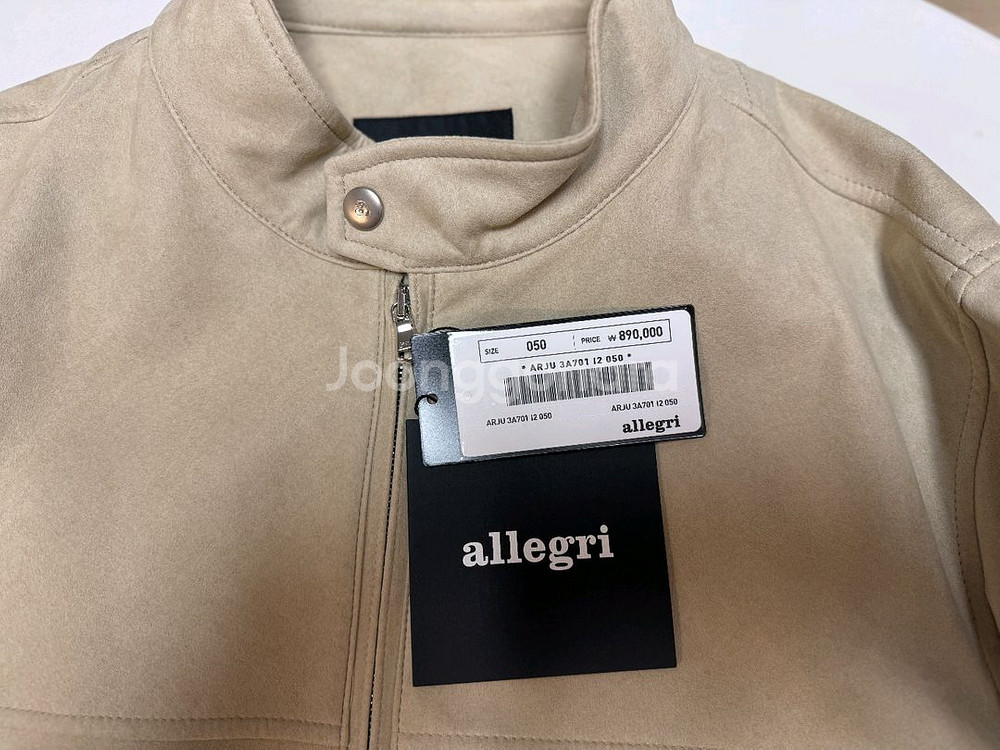 SIZE 050 PRICE ₩ 890,000
* ARJU 3A701 I2 050 *
ARJU 3A701 I2 050 ARJU 3A701 I2 050
allegri
allegri
Joonggonara